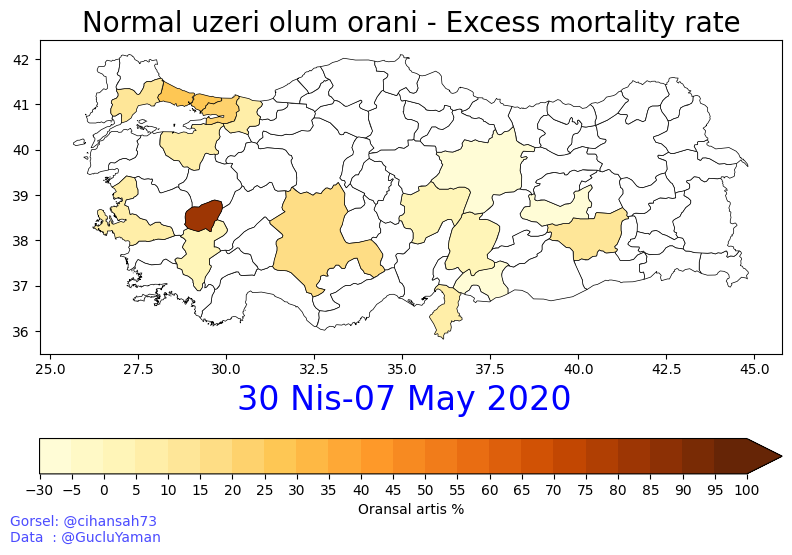 Normal uzeri olum orani - Excess mortality rate
42
41
40
39
38
37
36
25.0 27.5 30.0 32.5 35.0 37.5 40.0 42.5 45.0
30 Nis-07 May 2020
−30 −5 0 5 10 15 20 25 30 35 40 45 50 55 60 65 70 75 80 85 90 95 100
Oransal artis %
Gorsel: @cihansah73
Data : @GucluYaman